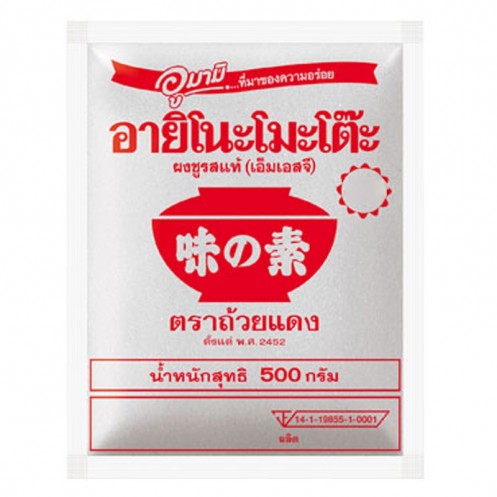 อูมามิ
....ที่มาของความอร่อย
อายิโนะโมะโต๊ะ
ผงชูรสแท้ (เอ็มเอสจี)
味の素
ตราถ้วยแดง
ตั้งแต่ พ.ศ. 2452
น้ำหนักสุทธิ 500 กรัม
14-1-19855-1-0001
ผลิต